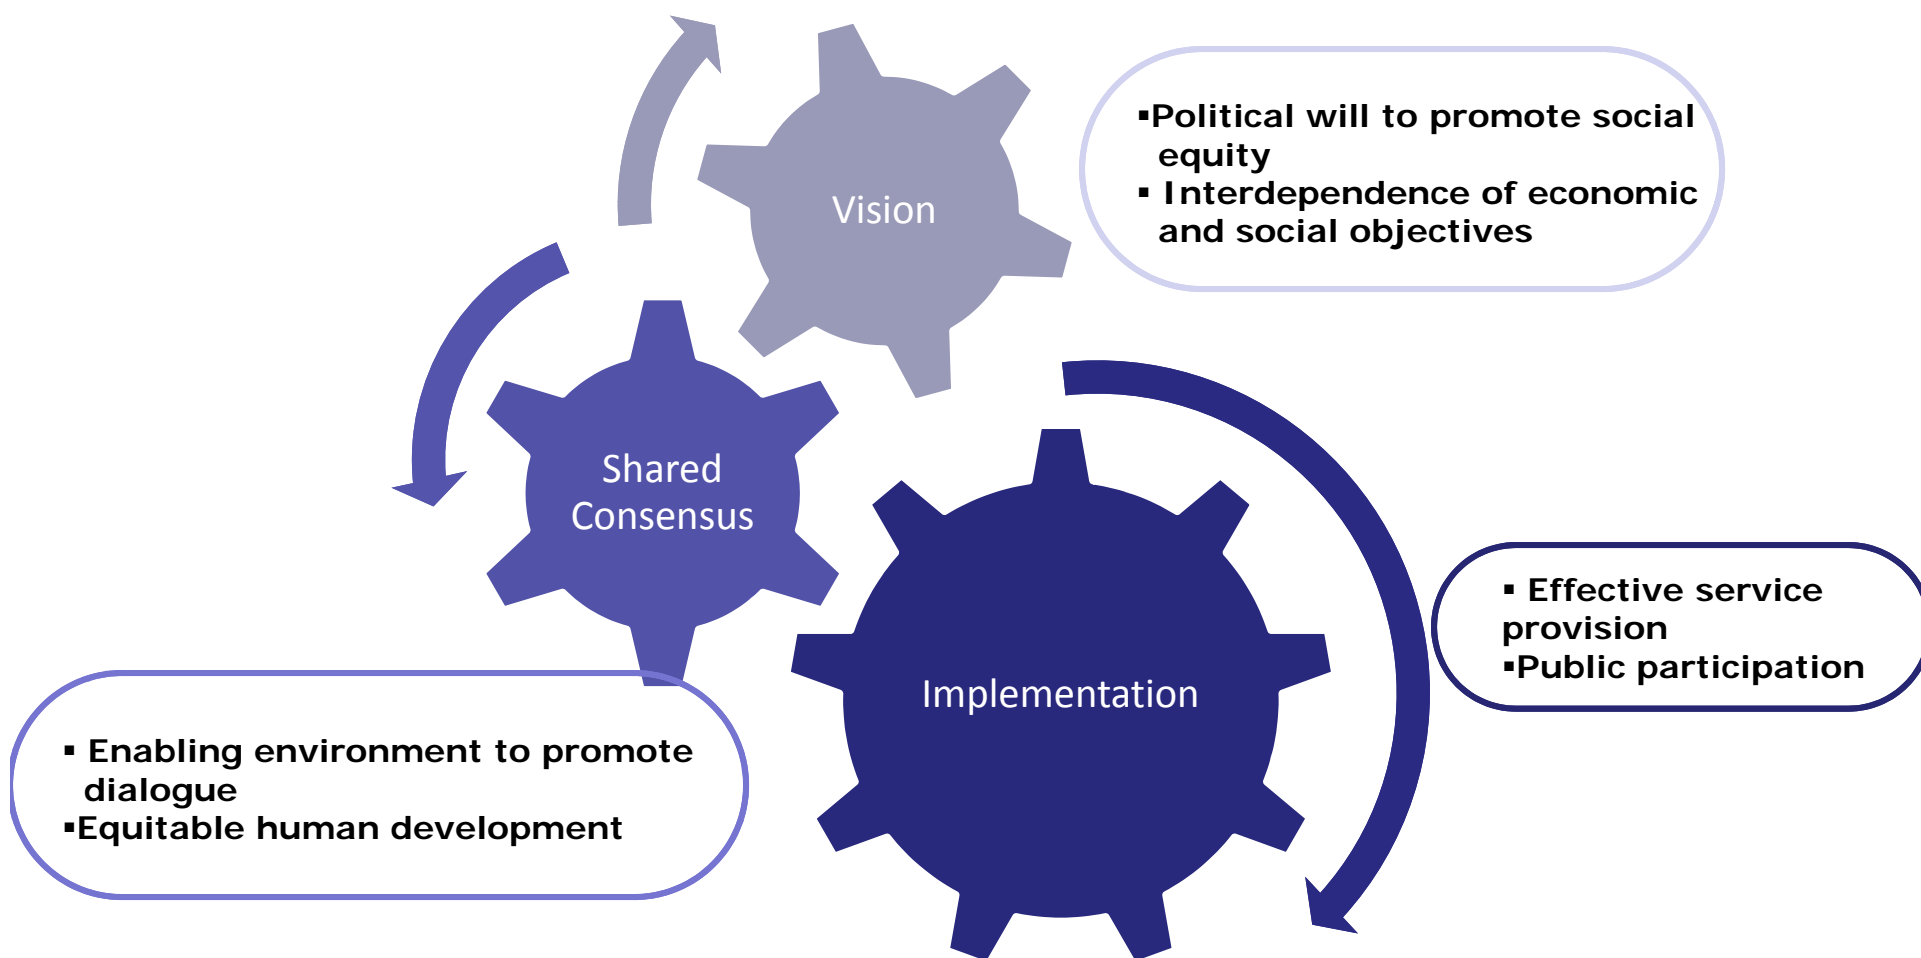 Vision
▪Political will to promote social
equity
▪ Interdependence of economic
and social objectives
Shared
Consensus
Implementation
▪ Effective service
provision
▪Public participation
▪ Enabling environment to promote
dialogue
▪Equitable human development